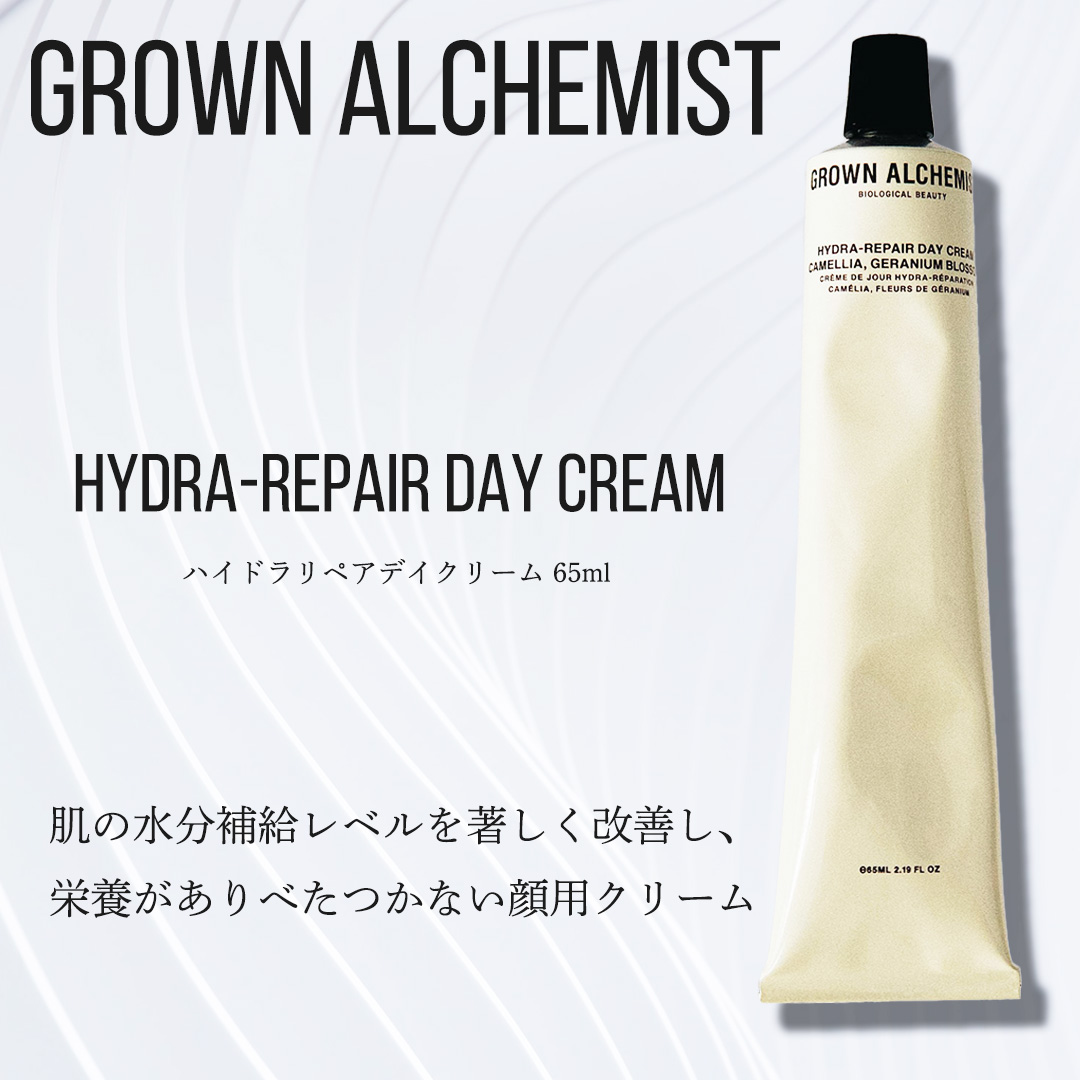 GROWN ALCHEMIST
GROWN ALCHEMIS
BIOLOGICAL BEAUTY
HYDRA-REPAIR DAY CREAM
CAMELLIA, GERANIUM BLOSS
CRÈME DE JOUR HYDRA-RÉPARATION
CAMÉLIA, FLEURS DE GÉRANIUM
HYDRA-REPAIR DAY CREAM
ハイドラリペアデイクリーム 65ml
肌の水分補給レベルを著しく改善し、
栄養がありべたつかない顔用クリーム
℮65ML 2.19 FL OZ